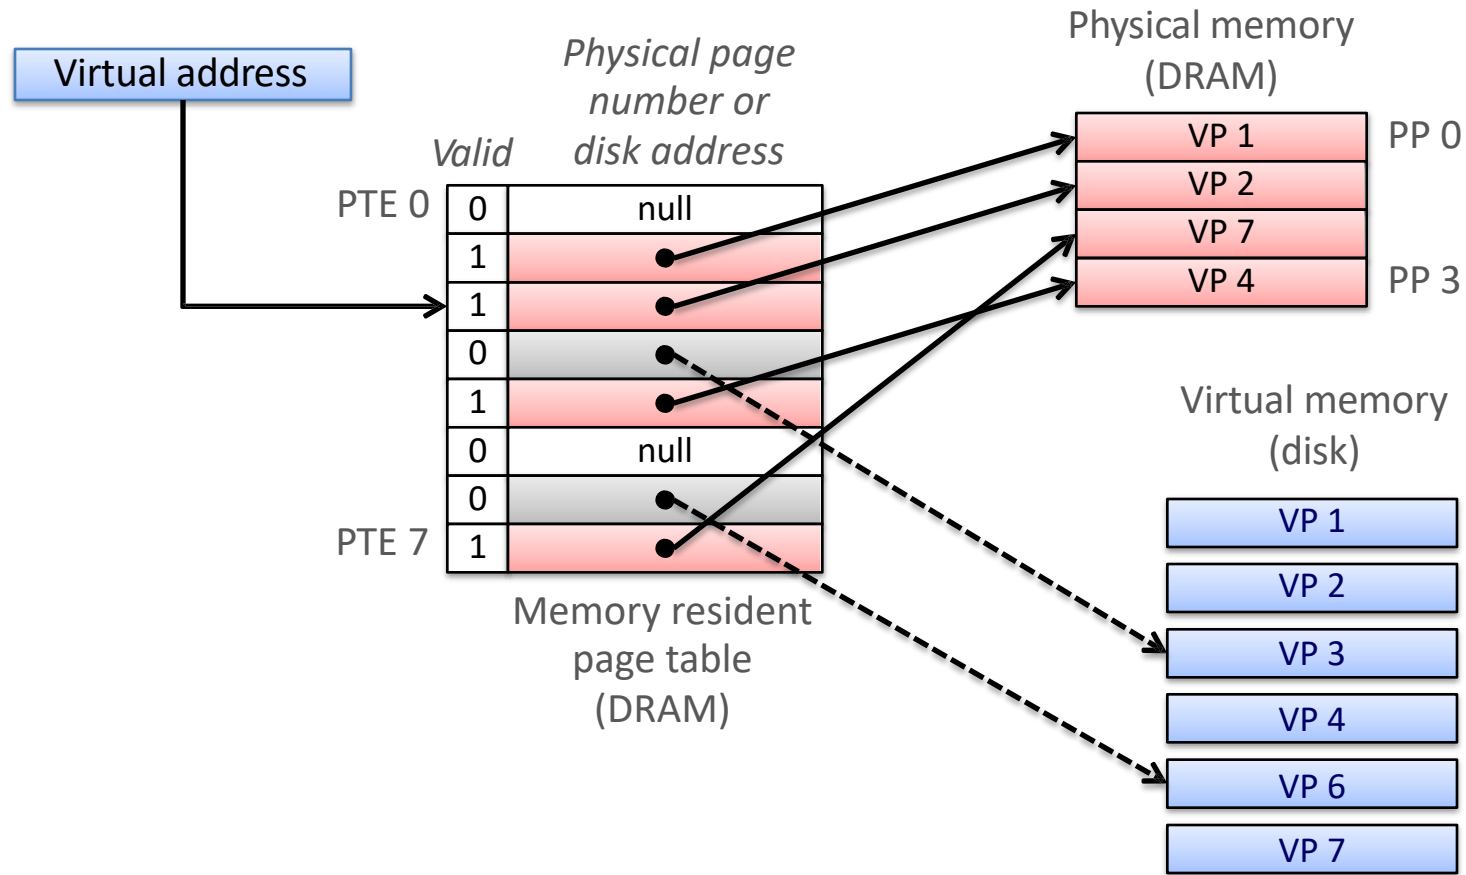 Virtual address
Physical page
number or
disk address
Valid
PTE 0
0 null
1
1
0
1
0 null
0
PTE 7 1
Memory resident
page table
(DRAM)
Physical memory
(DRAM)
VP 1 PP 0
VP 2
VP 7
VP 4 PP 3
Virtual memory
(disk)
VP 1
VP 2
VP 3
VP 4
VP 6
VP 7